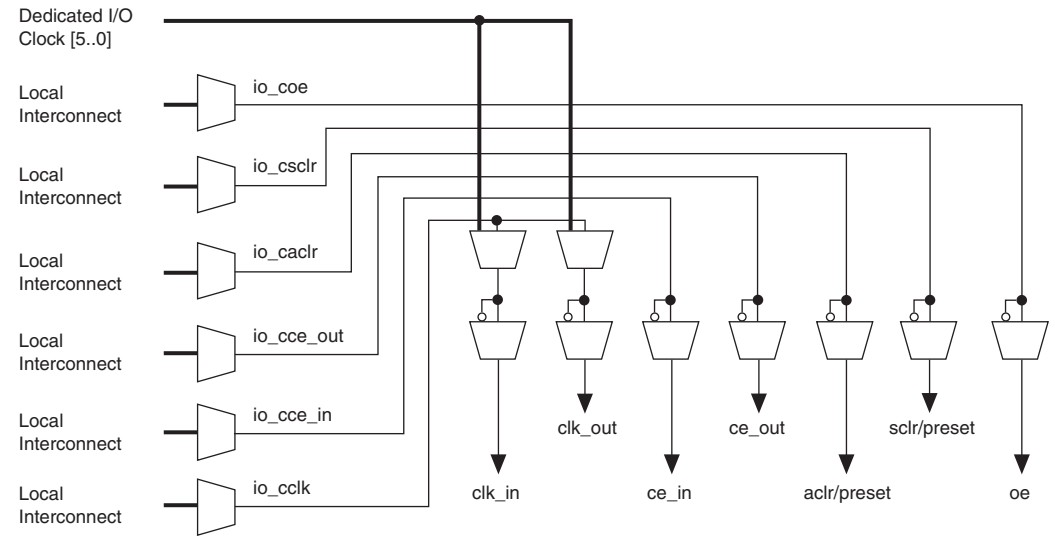 Dedicated I/O
Clock [5..0]
Local
Interconnect
io_coe
Local
Interconnect
io_csclr
Local
Interconnect
io_caclr
Local
Interconnect
io_cce_out
Local
Interconnect
io_cce_in
Local
Interconnect
io_cclk
clk_out
ce_out
sclr/preset
clk_in
ce_in
aclr/preset
oe